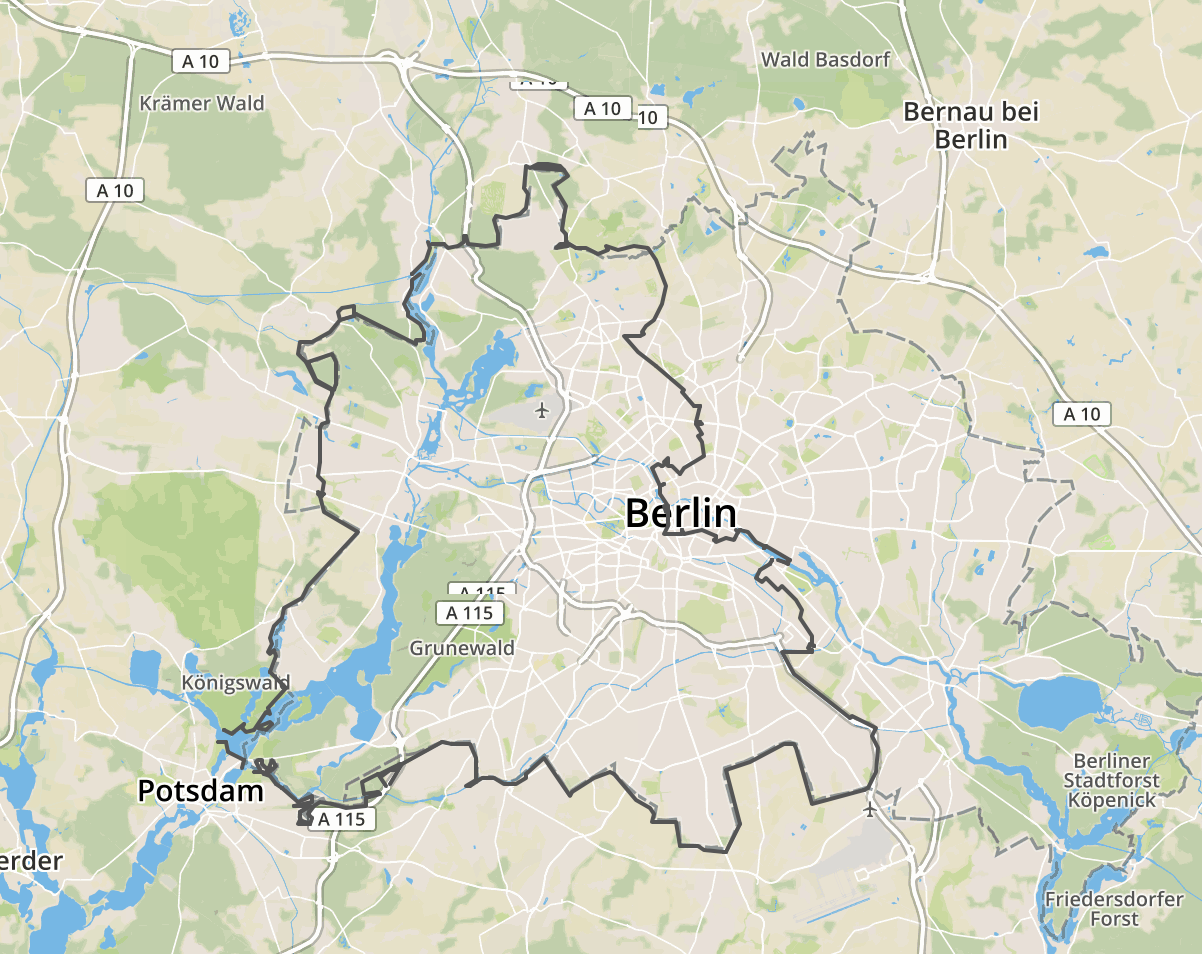 A 10
Wald Basdorf
A 10
10
Krämer Wald
Bernau bei
Berlin
A 10
A 10
Berlin
A 115
A 115
Grunewald
Königswald
Potsdam
A 115
Berliner
Stadtforst
Köpenick
erder
Friedersdorfer
Forst